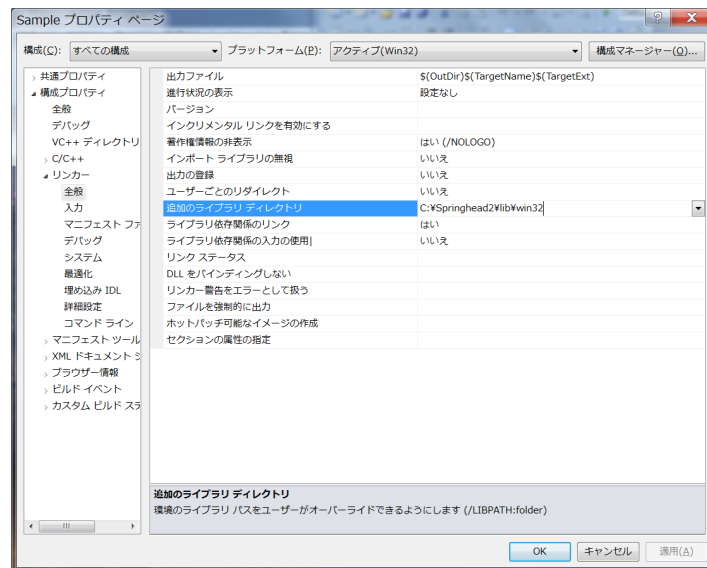 Sample プロパティ ページ
構成(C): すべての構成 プラットフォーム(P): アクティブ(Win32) 構成マネージャー(O)...
共通プロパティ
構成プロパティ
全般
デバッグ
VC++ ディレクトリ
C/C++
リンカー
全般
入力
マニフェスト ファ
デバッグ
システム
最適化
埋め込み IDL
詳細設定
コマンド ライン
マニフェスト ツール
XML ドキュメント ジ
ブラウザー情報
ビルド イベント
カスタム ビルド ステ
出力ファイル $(OutDir)$(TargetName)$(TargetExt)
進行状況の表示 設定なし
バージョン
インクリメンタル リンクを有効にする
著作権情報の非表示 はい (/NOLOGO)
インポート ライブラリの無視 いいえ
出力の登録 いいえ
ユーザーごとのリダイレクト いいえ
追加のライブラリ ディレクトリ C:¥Springhead2¥lib¥win32
ライブラリ依存関係のリンク はい
ライブラリ依存関係の入力の使用| いいえ
リンク ステータス
DLL をバインディングしない
リンカー警告をエラーとして扱う
ファイルを強制的に出力
ホットパッチ可能なイメージの作成
セクションの属性の指定
追加のライブラリ ディレクトリ
環境のライブラリ パスをユーザーがオーバーライドできるようにします (/LIBPATH:folder)
OK キャンセル 適用(A)